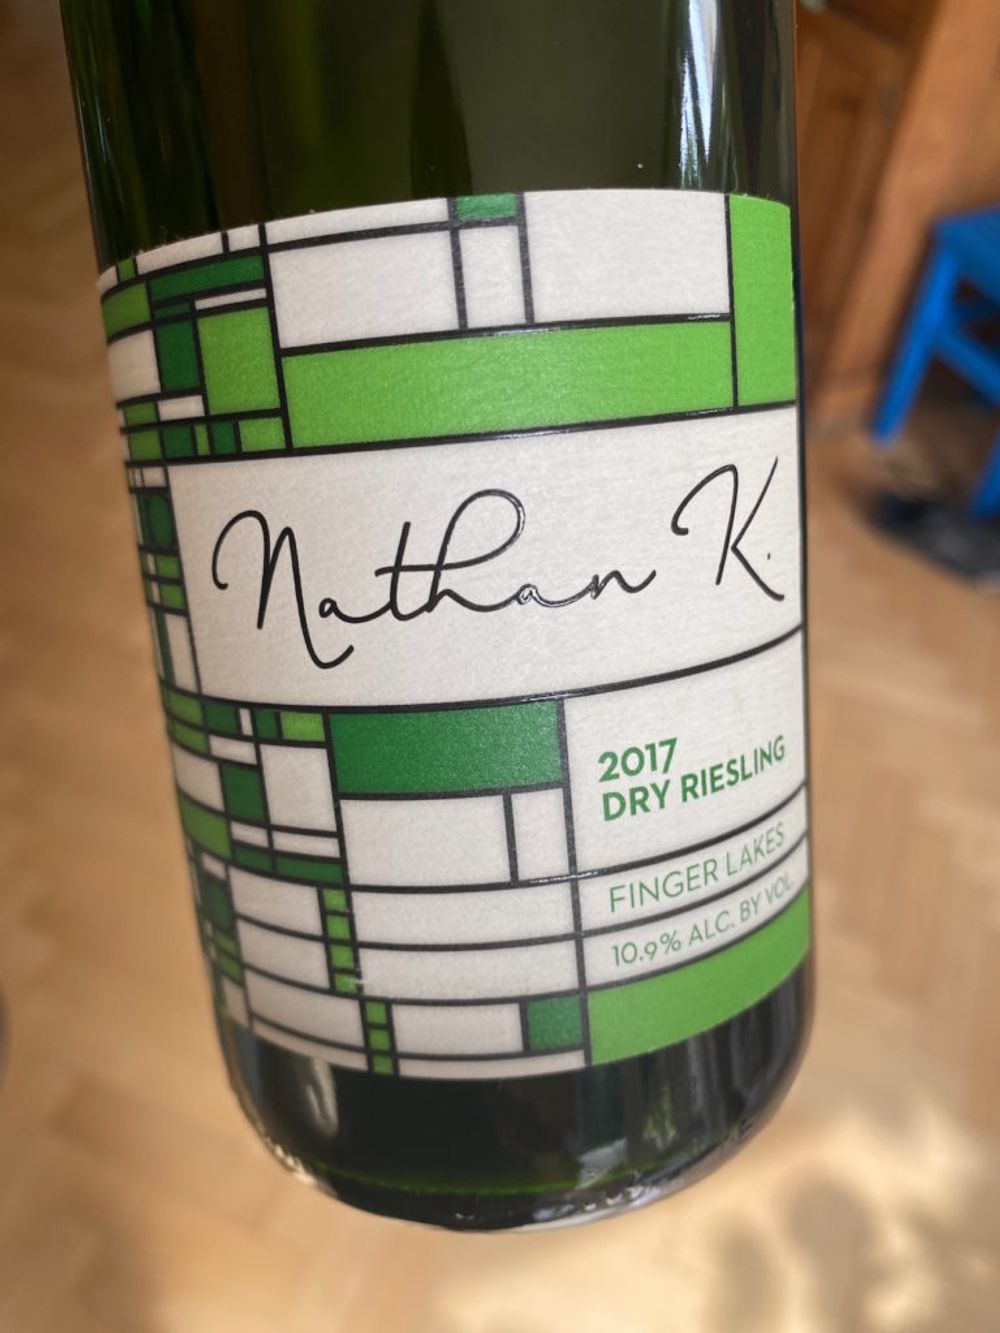 Nathan K.
2017
DRY RIESLING
FINGER LAKES
10.9% ALC. BY VOL.